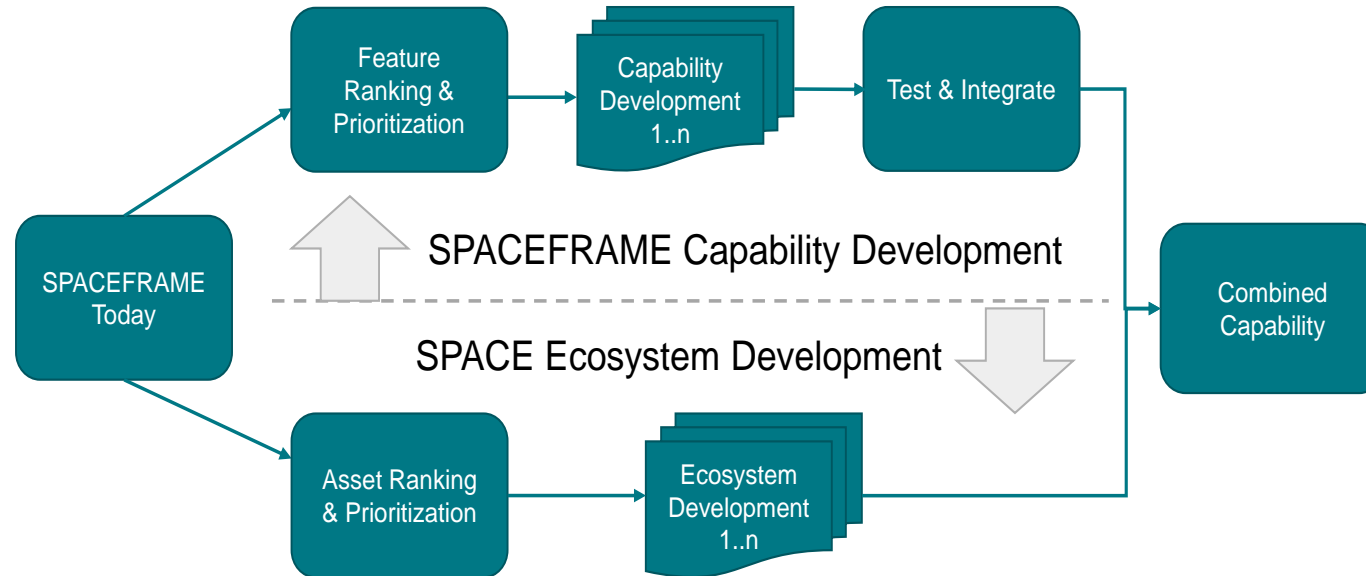 Feature
Ranking &
Prioritization
Capability
Development
1..n
Test & Integrate
SPACEFRAME
Today
SPACEFRAME Capability Development
SPACE Ecosystem Development
Combined
Capability
Asset Ranking
& Prioritization
Ecosystem
Development
1..n